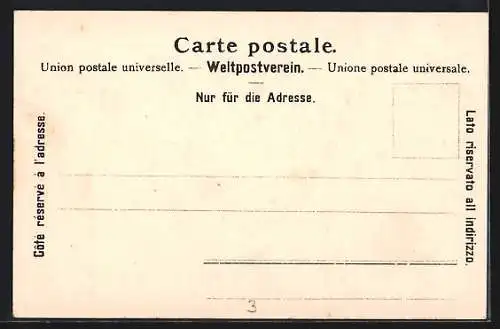 Carte postale.
Union postale universelle. — Weltpostverein. — Unione postale universale.
Nur für die Adresse.
Côte réservé à l'adresse.
Lato riservato all indirizzo.
3